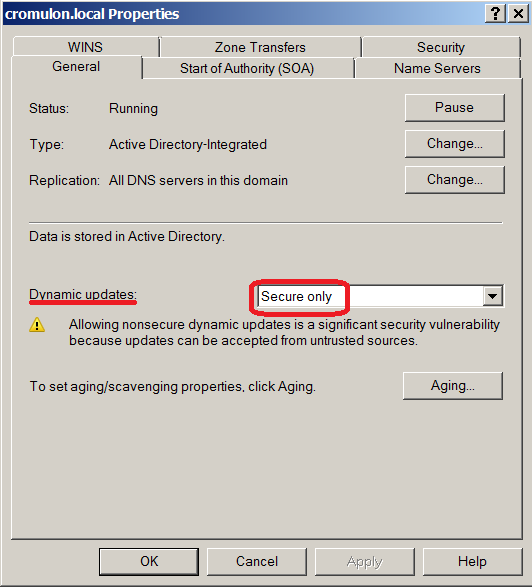 cromulon.local Properties
WINS Zone Transfers Security
General Start of Authority (SOA) Name Servers
Status: Running Pause
Type: Active Directory-Integrated Change...
Replication: All DNS servers in this domain Change...
Data is stored in Active Directory.
Dynamic updates: Secure only
Allowing nonsecure dynamic updates is a significant security vulnerability
because updates can be accepted from untrusted sources.
To set aging/scavenging properties, click Aging. Aging...
OK Cancel Apply Help